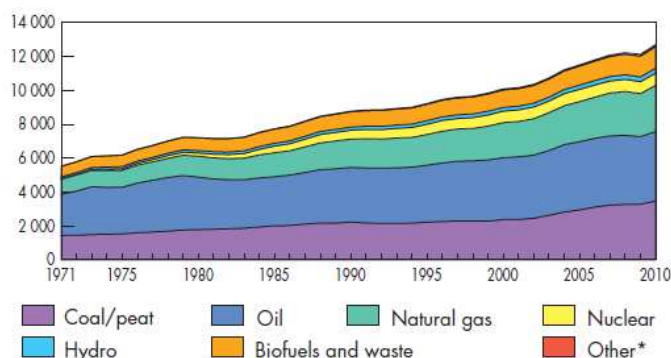 14 000
12 000
10 000
8 000
6 000
4 000
2 000
0
1971 1975 1980 1985 1990 1995 2000 2005 2010
Coal/peat Oil Natural gas Nuclear
Hydro Biofuels and waste Other*